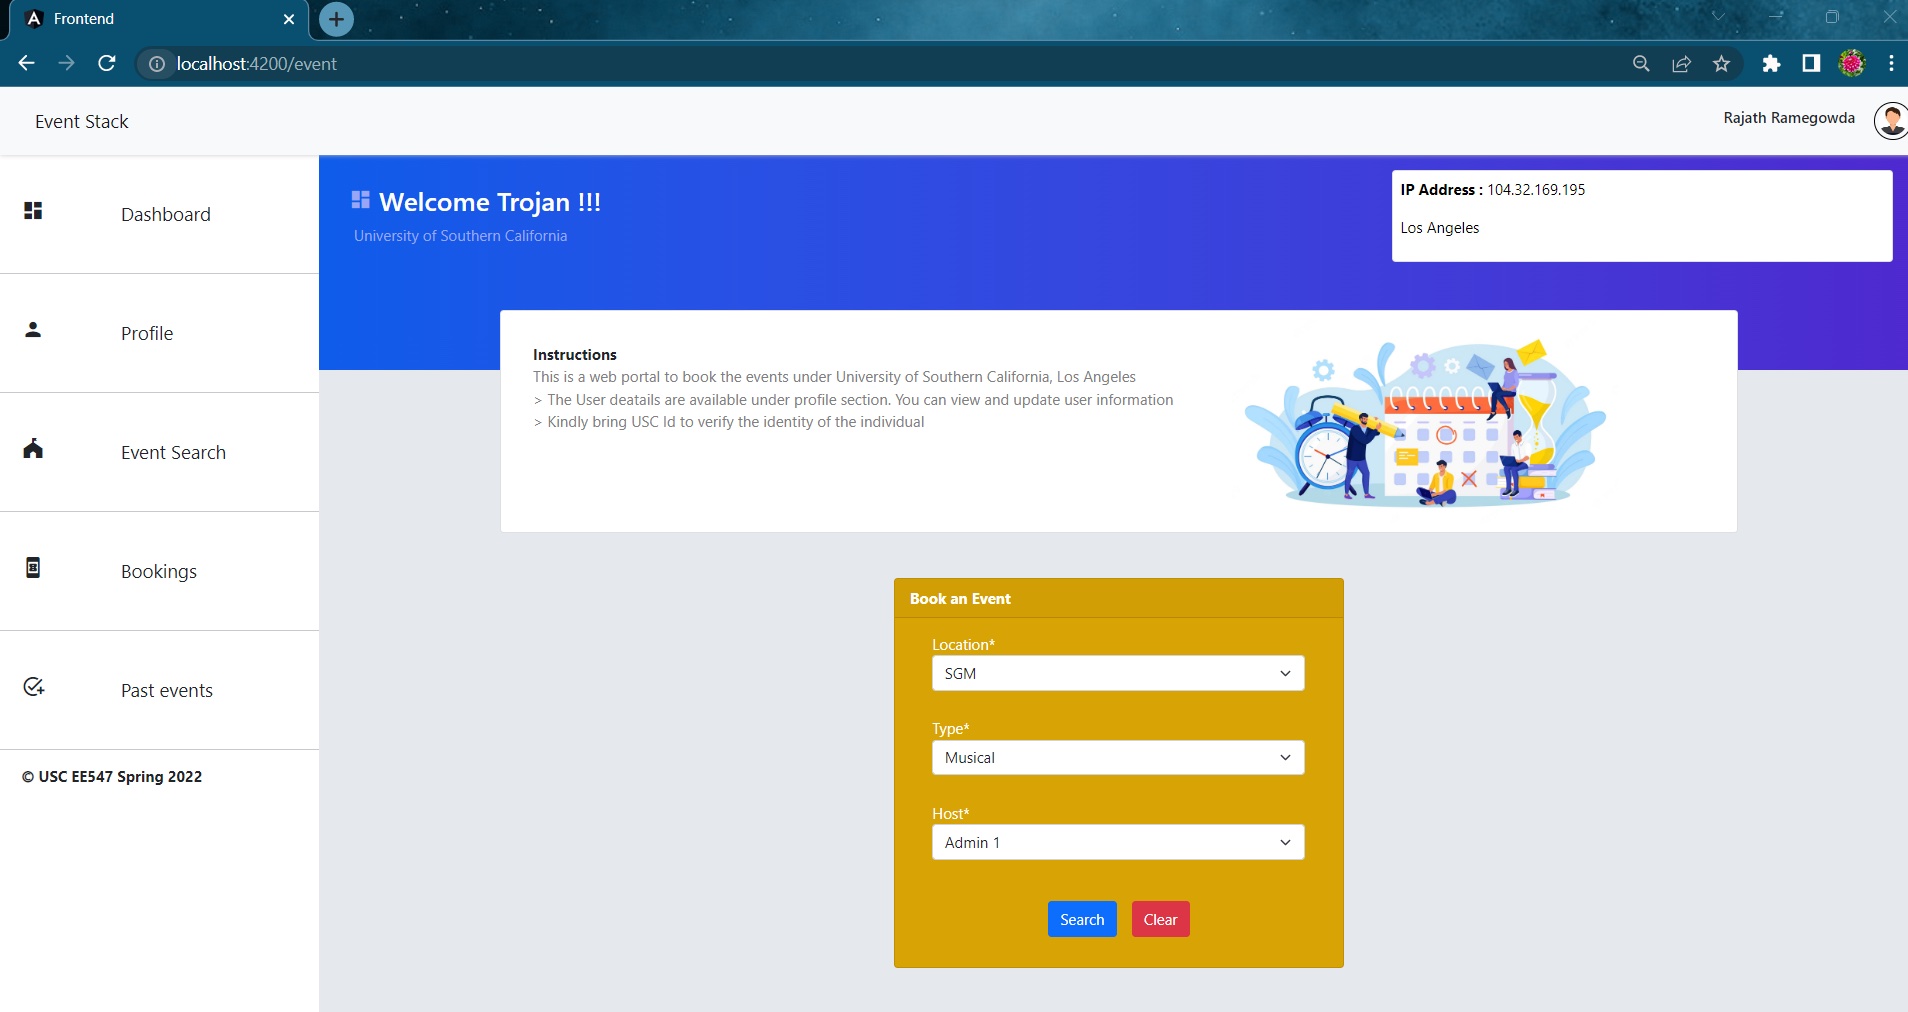 Frontend
localhost:4200/event
Event Stack
Rajath Ramegowda
Dashboard
Profile
Event Search
Bookings
Past events
© USC EE547 Spring 2022
Welcome Trojan !!!
University of Southern California
IP Address : 104.32.169.195
Los Angeles
Instructions
This is a web portal to book the events under University of Southern California, Los Angeles
> The User deatails are available under profile section. You can view and update user information
> Kindly bring USC Id to verify the identity of the individual
Book an Event
Location*
SGM
Type*
Musical
Host*
Admin 1
Search Clear